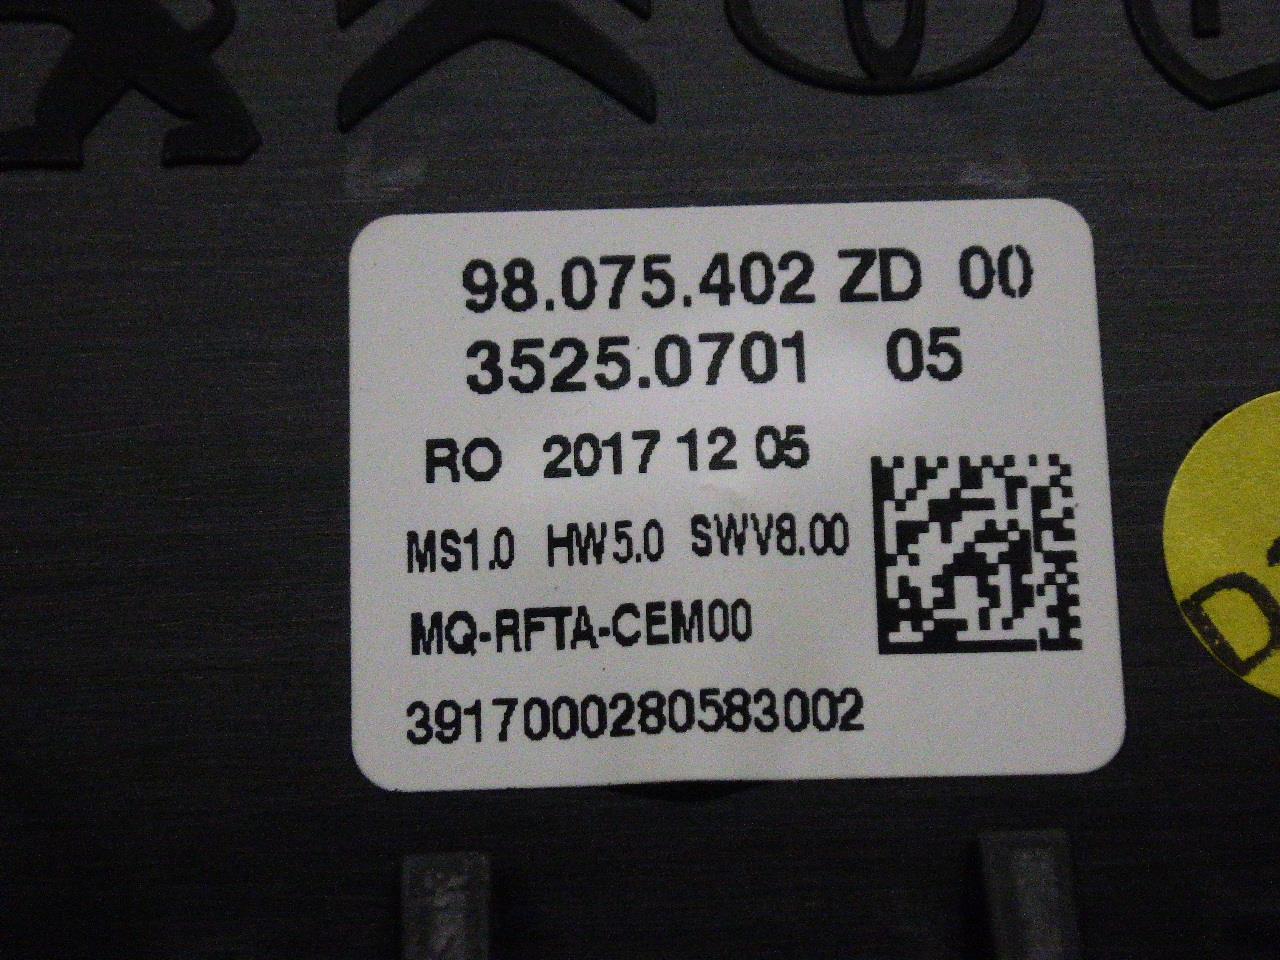 98.075.402 ZD 00
3525.0701 05
RO 2017 12 05
MS1.0 HW5.0 SWV8.00
MQ-RFTA-CEM00
3917000280583002